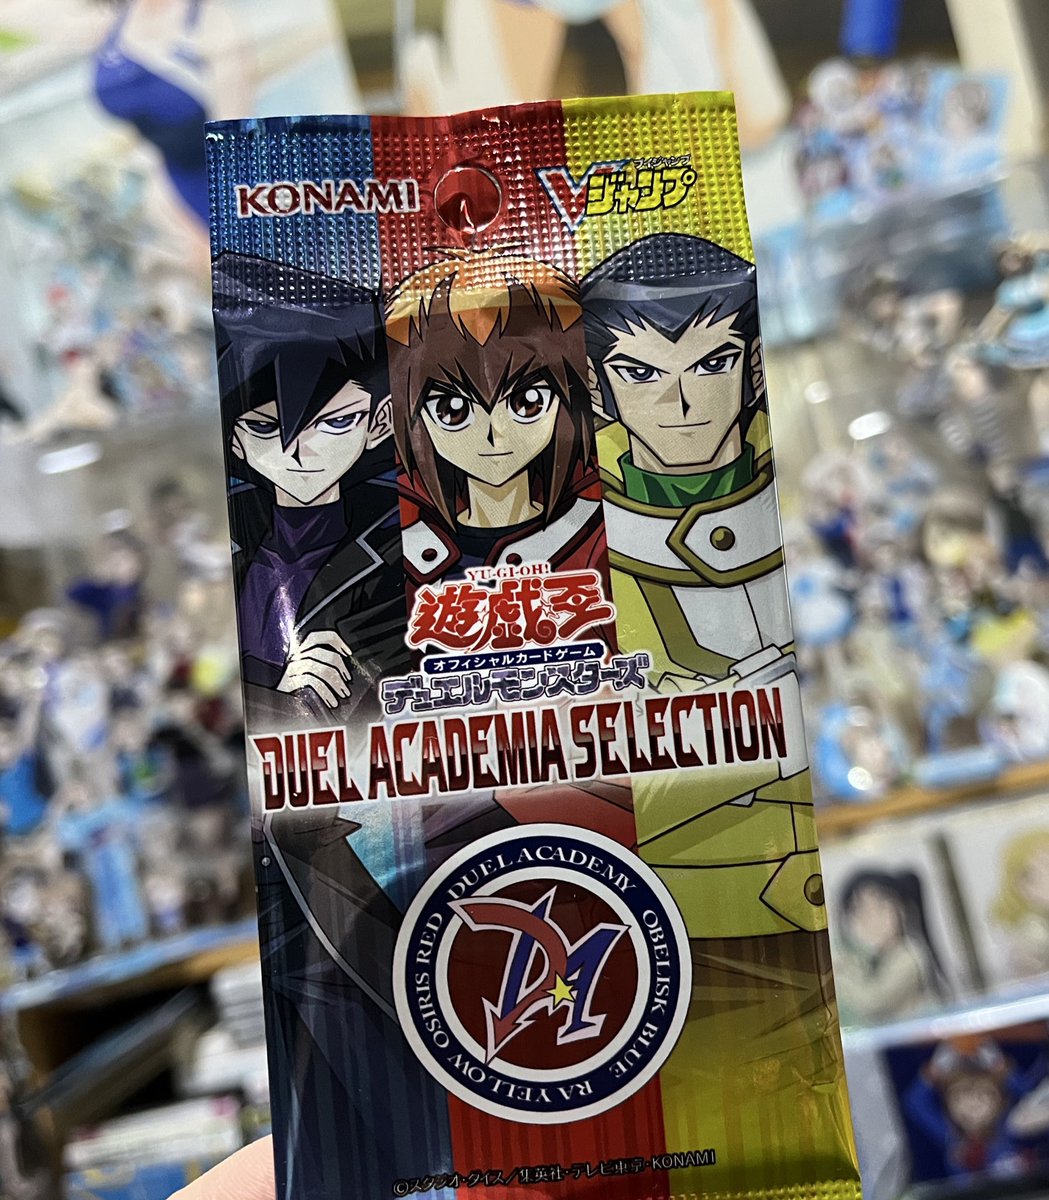 KONAMI
ブイジャンプ
Vジャンプ
YU-GI-OH!
遊☆戯☆王
オフィシャルカードゲーム
デュエルモンスターズ
DUEL ACADEMIA SELECTION
DUEL ACADEMY
OBELISK BLUE
RA YELLOW
OSIRIS RED
DA
©スタジオ・ダイス／集英社・テレビ東京・KONAMI